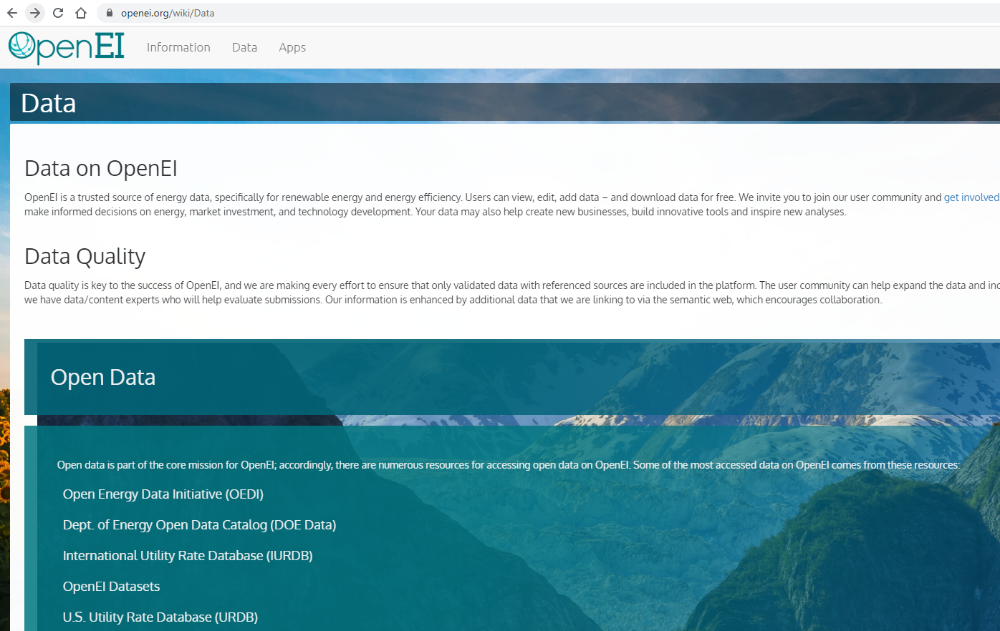 openei.org/wiki/Data
OpenEI Information Data Apps
Data
Data on OpenEI
OpenEI is a trusted source of energy data, specifically for renewable energy and energy efficiency. Users can view, edit, add data – and download data for free. We invite you to join our user community and get involved
make informed decisions on energy, market investment, and technology development. Your data may also help create new businesses, build innovative tools and inspire new analyses.
Data Quality
Data quality is key to the success of OpenEI, and we are making every effort to ensure that only validated data with referenced sources are included in the platform. The user community can help expand the data and
we have data/content experts who will help evaluate submissions. Our information is enhanced by additional data that we are linking to via the semantic web, which encourages collaboration.
Open Data
Open data is part of the core mission for OpenEI; accordingly, there are numerous resources for accessing open data on OpenEI. Some of the most accessed data on OpenEI comes from these resources:
Open Energy Data Initiative (OEDI)
Dept. of Energy Open Data Catalog (DOE Data)
International Utility Rate Database (IURDB)
OpenEI Datasets
U.S. Utility Rate Database (URDB)